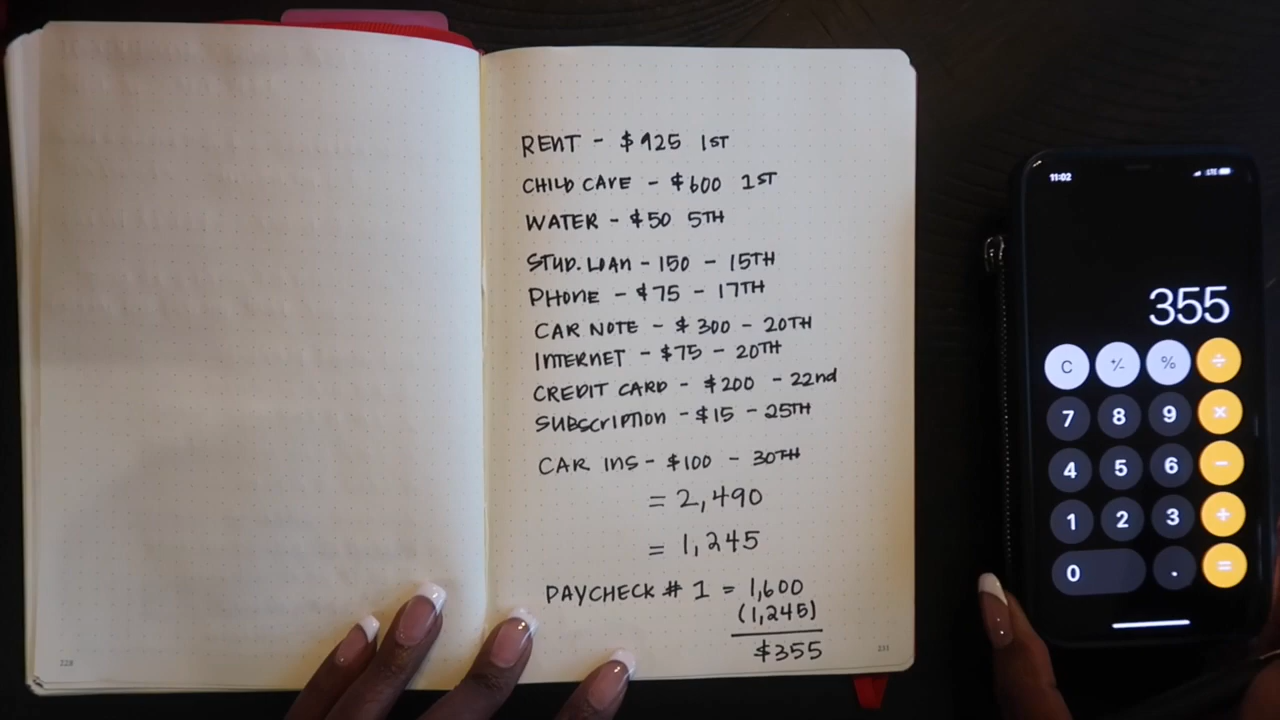 RENT - $925 1ST
CHILD CARE - $600 1ST
WATER - $50 5TH
STUD. LOAN - 150 - 15TH
PHONE - $75 - 17TH
CAR NOTE - $300 - 20TH
INTERNET - $75 - 20TH
CREDIT CARD - $200 - 22nd
SUBSCRIPTION - $15 - 25TH
CAR INS - $100 - 30TH
= 2,490
= 1,245
PAYCHECK # 1 = 1,600
(1,245)
$355
228
11:02 LTE
355
C +/- % ÷
7 8 9 ×
4 5 6 −
1 2 3 +
0 . =